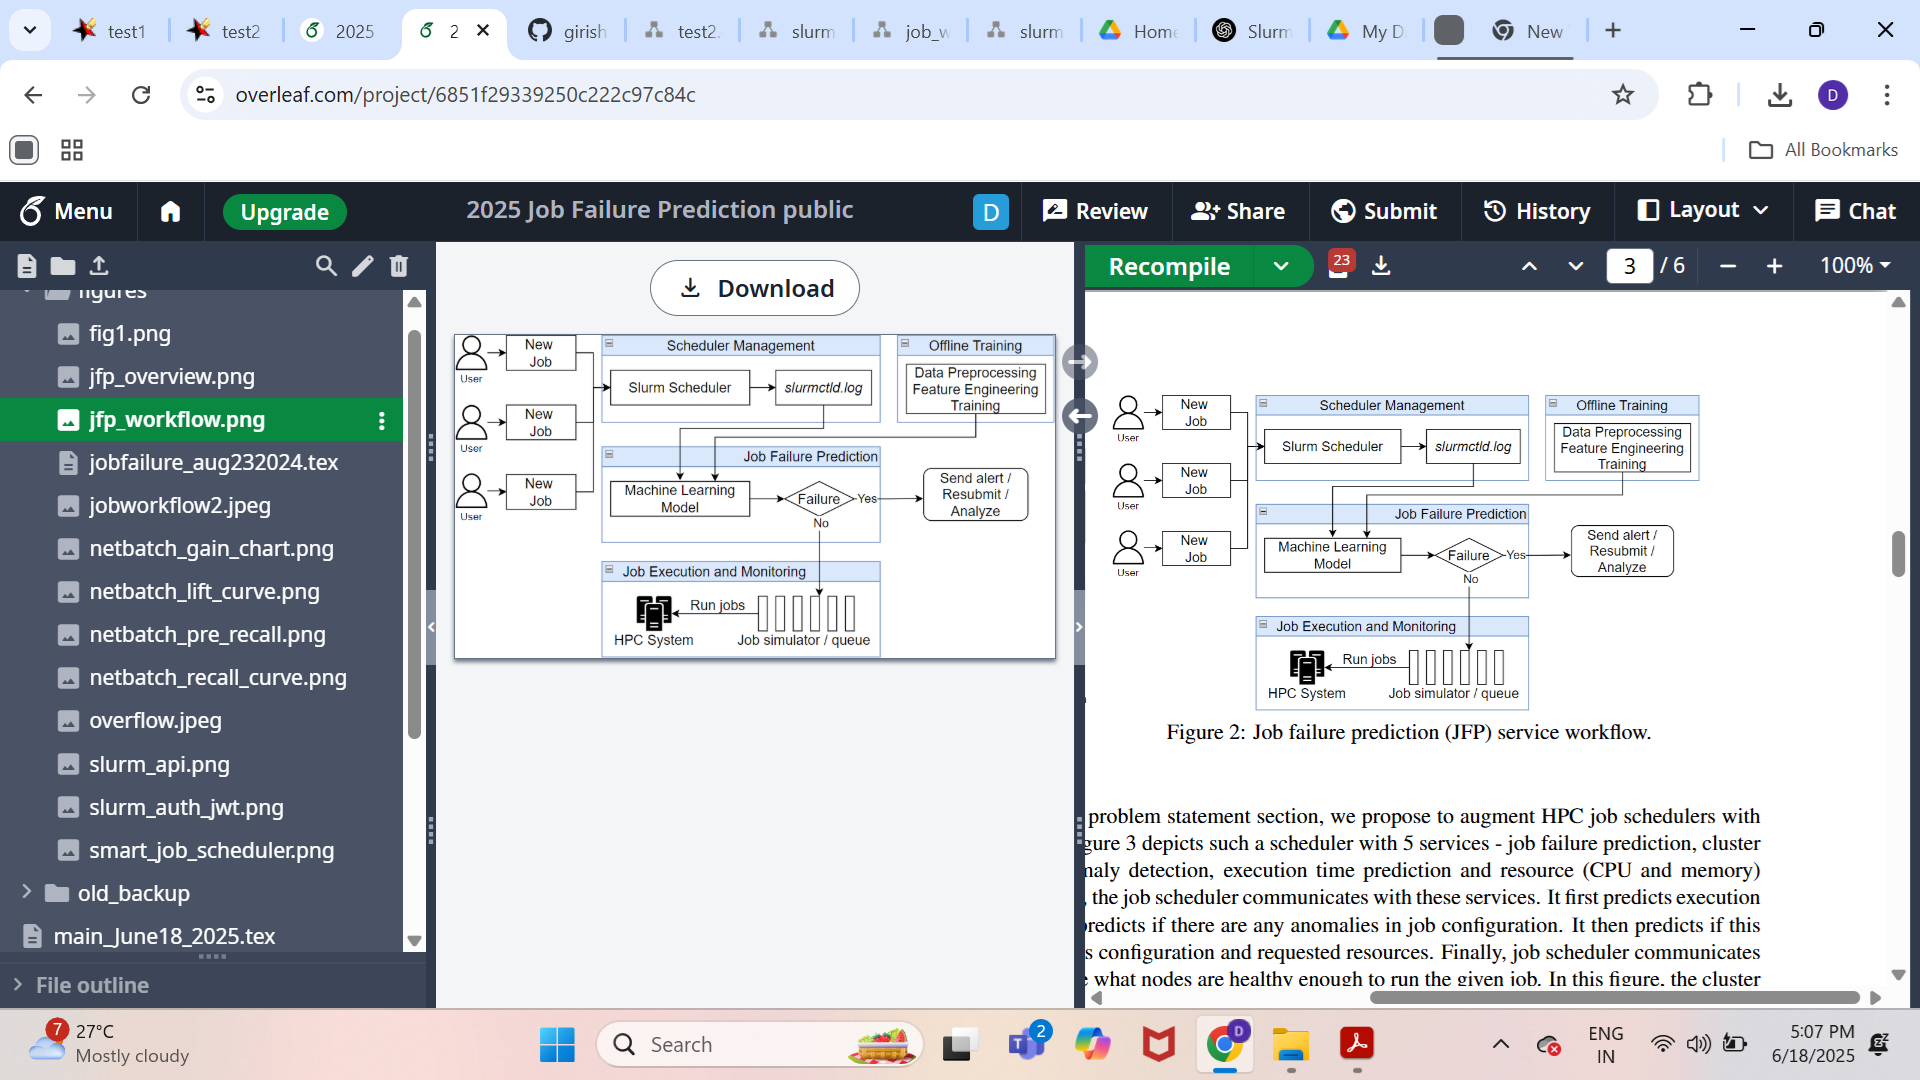 test1
test2
2025
2
girish
test2.
slurm
job_w
slurm
Home
Slurm
My D
New
overleaf.com/project/6851f29339250c222c97c84c
D
All Bookmarks
Menu
Upgrade
2025 Job Failure Prediction public
D
Review
Share
Submit
History
Layout
Chat
figures
fig1.png
jfp_overview.png
jfp_workflow.png
jobfailure_aug232024.tex
jobworkflow2.jpeg
netbatch_gain_chart.png
netbatch_lift_curve.png
netbatch_pre_recall.png
netbatch_recall_curve.png
overflow.jpeg
slurm_api.png
slurm_auth_jwt.png
smart_job_scheduler.png
old_backup
main_June18_2025.tex
File outline
Download
User
New
Job
User
New
Job
User
New
Job
Scheduler Management
Slurm Scheduler
slurmctld.log
Offline Training
Data Preprocessing
Feature Engineering
Training
Job Failure Prediction
Machine Learning
Model
Failure
Yes
No
Send alert /
Resubmit /
Analyze
Job Execution and Monitoring
Run jobs
HPC System
Job simulator / queue
Recompile
23
3
/ 6
100%
User
New
Job
User
New
Job
User
New
Job
Scheduler Management
Slurm Scheduler
slurmctld.log
Offline Training
Data Preprocessing
Feature Engineering
Training
Job Failure Prediction
Machine Learning
Model
Failure
Yes
No
Send alert /
Resubmit /
Analyze
Job Execution and Monitoring
Run jobs
HPC System
Job simulator / queue
Figure 2: Job failure prediction (JFP) service workflow.
problem statement section, we propose to augment HPC job schedulers with
gure 3 depicts such a scheduler with 5 services - job failure prediction, cluster
maly detection, execution time prediction and resource (CPU and memory)
, the job scheduler communicates with these services. It first predicts execution
predicts if there are any anomalies in job configuration. It then predicts if this
s configuration and requested resources. Finally, job scheduler communicates
what nodes are healthy enough to run the given job. In this figure, the cluster
7
27°C
Mostly cloudy
Search
2
D
ENG
IN
5:07 PM
6/18/2025